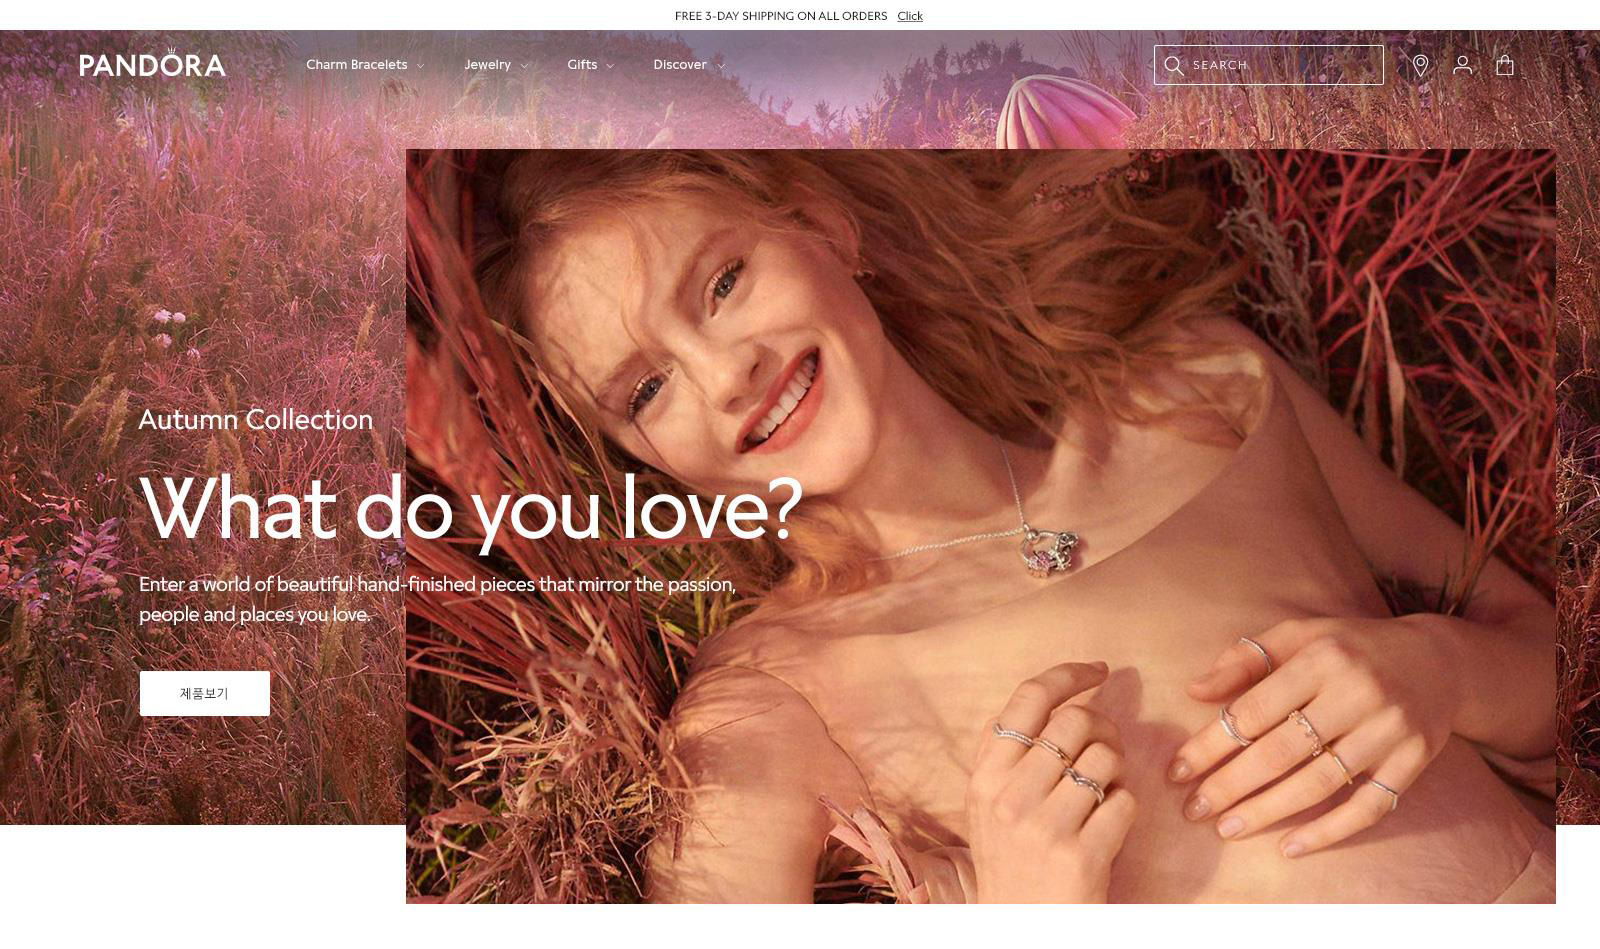 FREE 3-DAY SHIPPING ON ALL ORDERS Click
PANDORA
Charm Bracelets
Jewelry
Gifts
Discover
SEARCH
Autumn Collection
What do you love?
Enter a world of beautiful hand-finished pieces that mirror the passion,
people and places you love.
제품보기